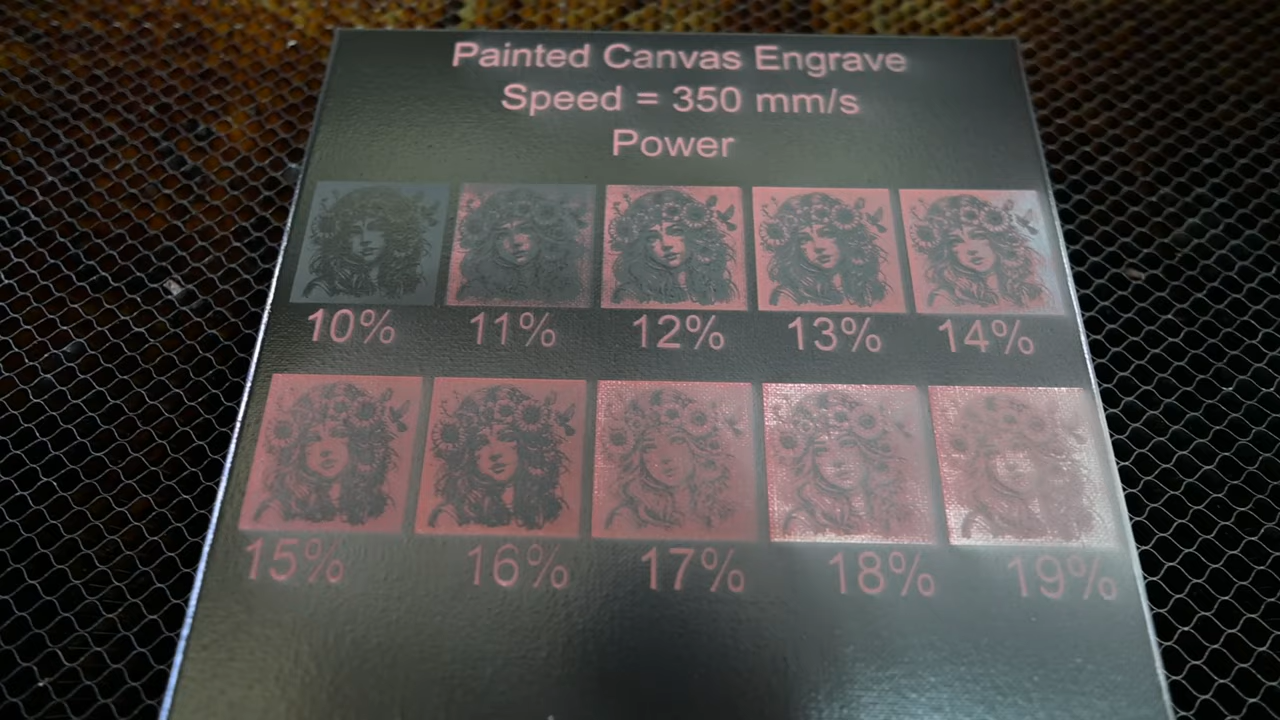 Painted Canvas Engrave
Speed = 350 mm/s
Power
10% 11% 12% 13% 14%
15% 16% 17% 18% 19%